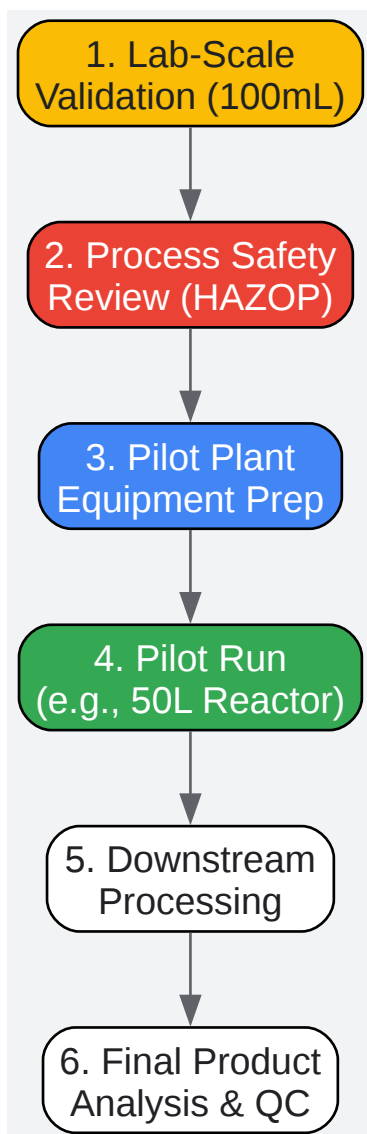 1. Lab-Scale
Validation (100mL)
2. Process Safety
Review (HAZOP)
3. Pilot Plant
Equipment Prep
4. Pilot Run
(e.g., 50L Reactor)
5. Downstream
Processing
6. Final Product
Analysis & QC